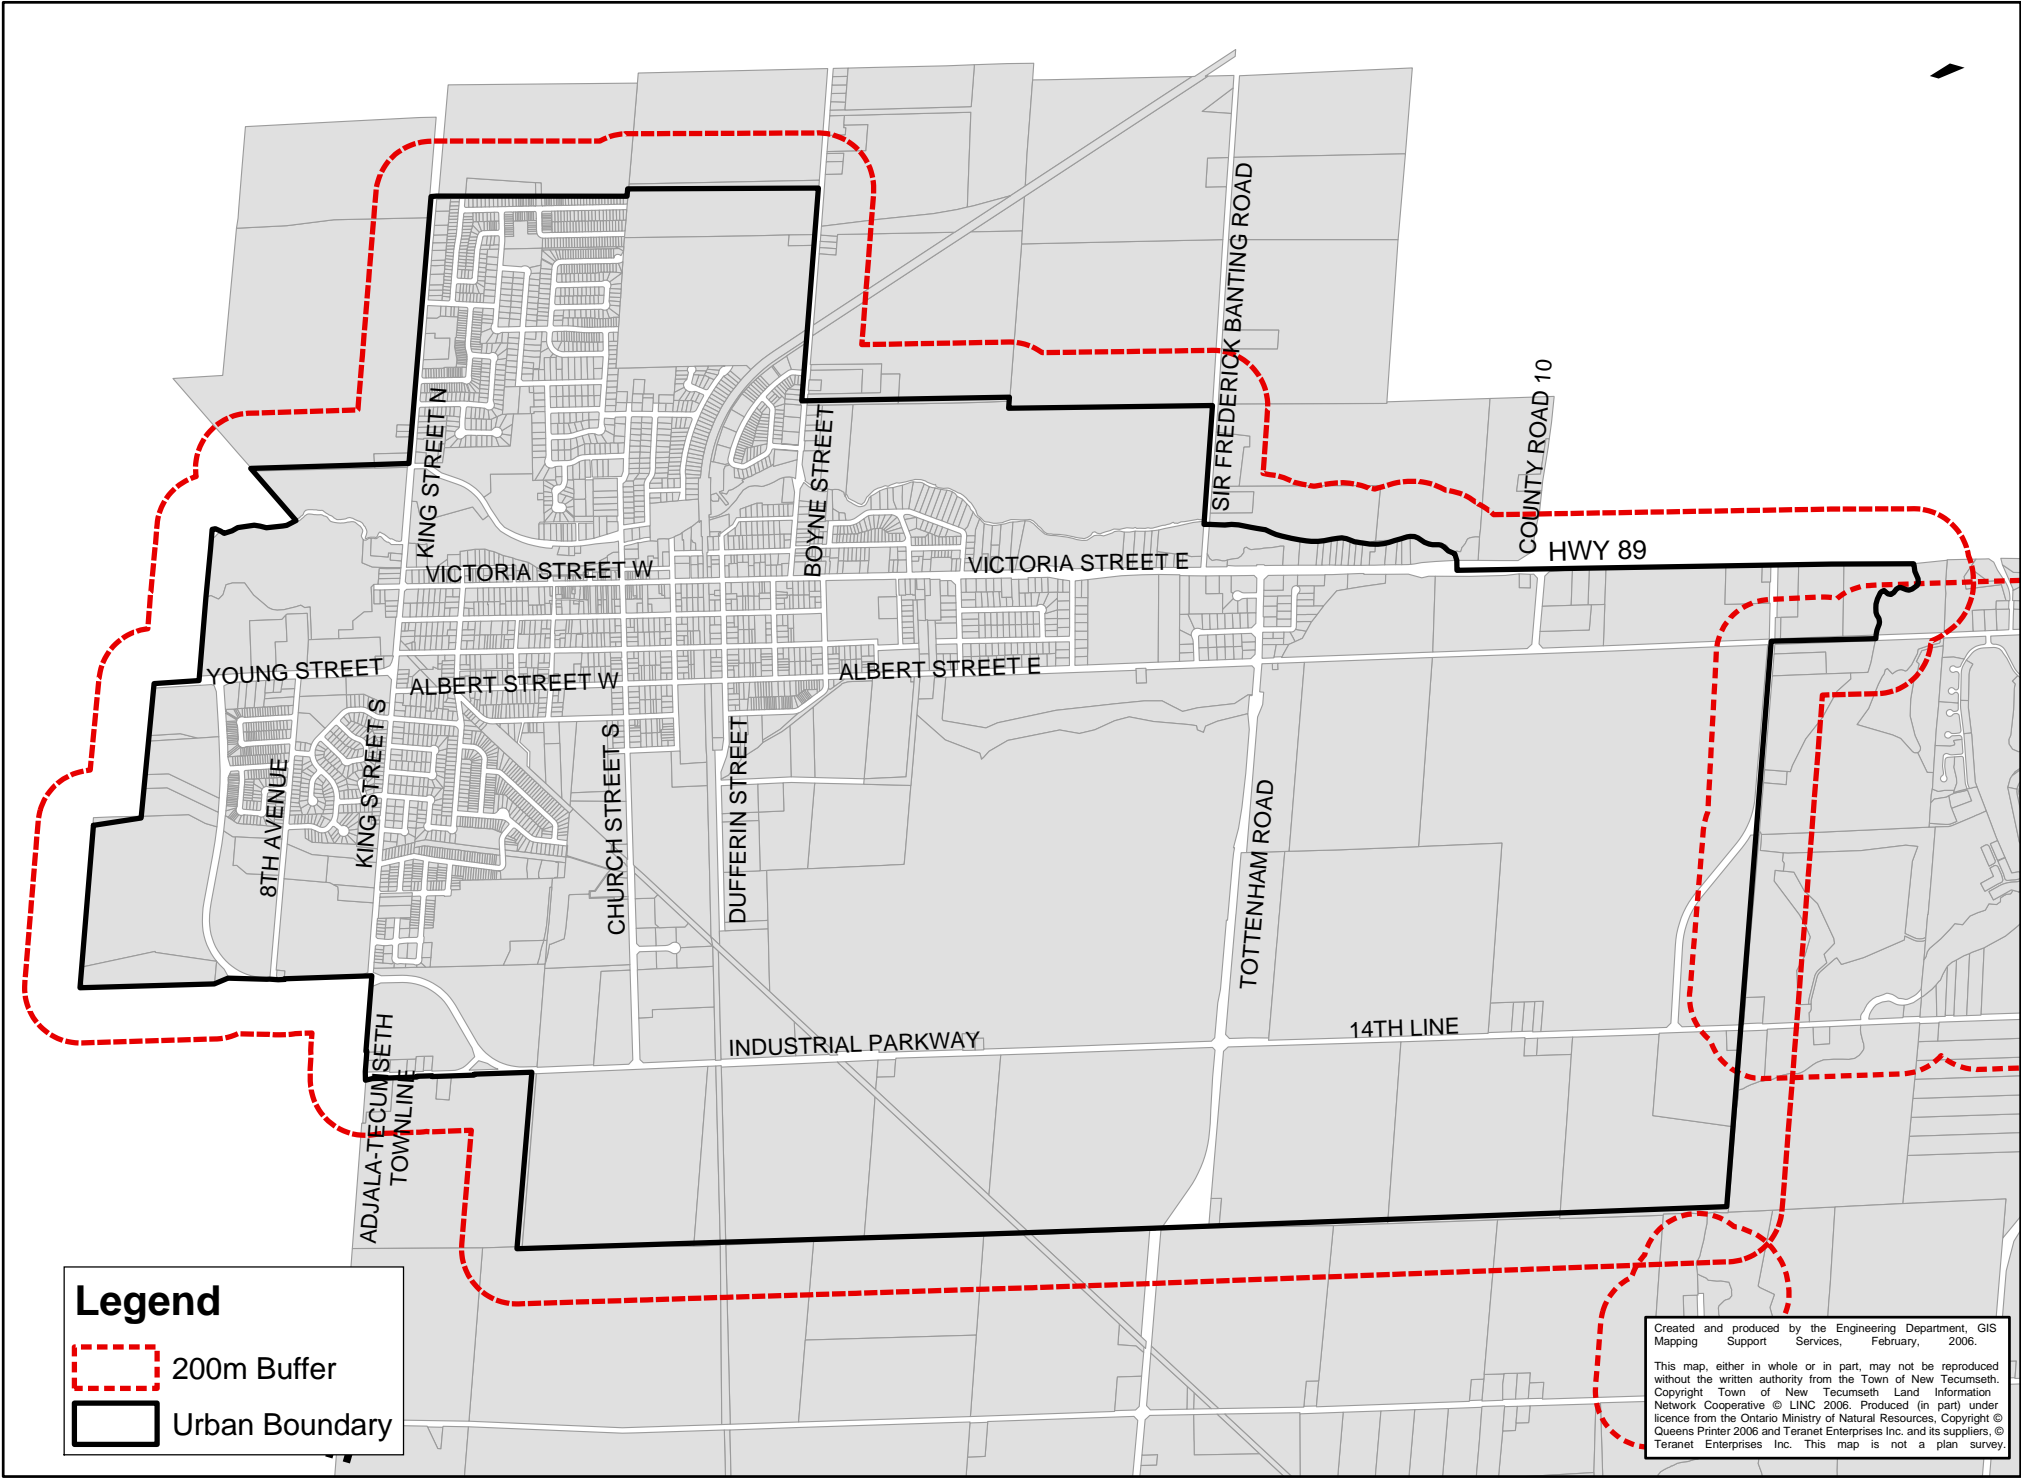 SIR FREDERICK BANTING ROAD
COUNTY ROAD 10
KING STREET N
BOYNE STREET
HWY 89
VICTORIA STREET W
VICTORIA STREET E
YOUNG STREET
ALBERT STREET W
ALBERT STREET E
KING STREET S
8TH AVENUE
CHURCH STREET S
DUFFERIN STREET
TOTTENHAM ROAD
INDUSTRIAL PARKWAY
14TH LINE
ADJALA-TECUMSETH
TOWNLINE
Legend
200m Buffer
Urban Boundary
Created and produced by the Engineering Department, GIS
Mapping Support Services, February, 2006.
This map, either in whole or in part, may not be reproduced
without the written authority from the Town of New Tecumseth.
Copyright Town of New Tecumseth Land Information
Network Cooperative © LINC 2006. Produced (in part) under
licence from the Ontario Ministry of Natural Resources, Copyright ©
Queens Printer 2006 and Teranet Enterprises Inc. and its suppliers, ©
Teranet Enterprises Inc. This map is not a plan survey.